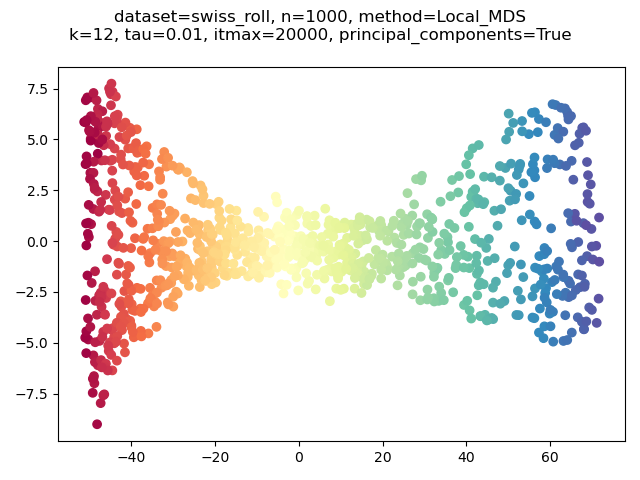 dataset=swiss_roll, n=1000, method=Local_MDS
k=12, tau=0.01, itmax=20000, principal_components=True
7.5
5.0
2.5
0.0
−2.5
−5.0
−7.5
−40 −20 0 20 40 60